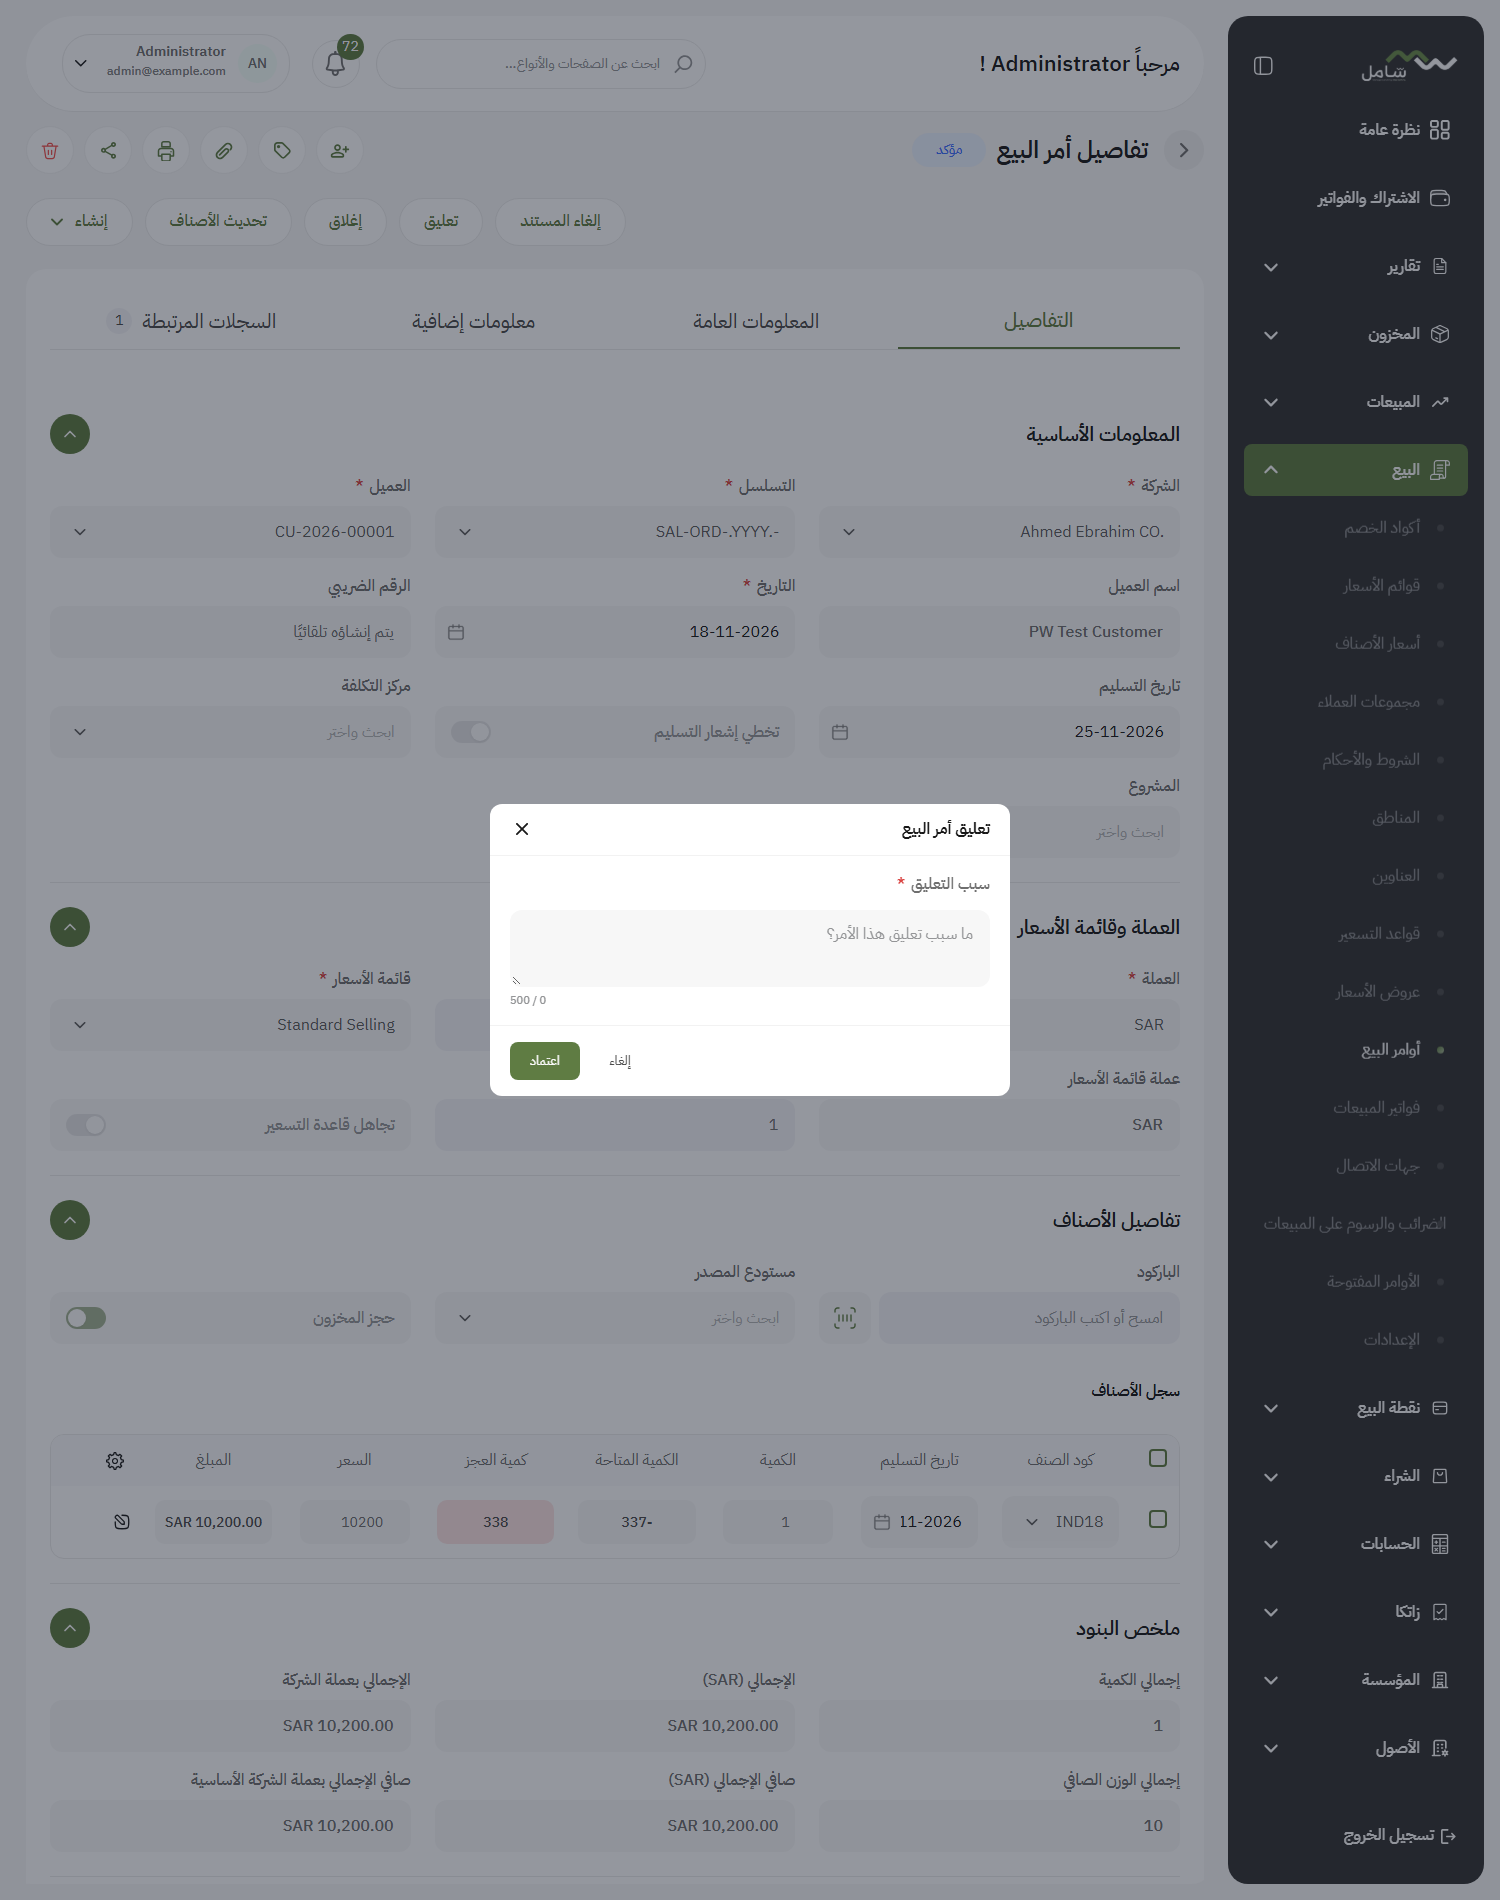 شامل
نظرة عامة
الاشتراك والفواتير
تقارير
المخزون
المبيعات
البيع
أكواد الخصم
قوائم الأسعار
أسعار الأصناف
مجموعات العملاء
الشروط والأحكام
المناطق
العناوين
قواعد التسعير
عروض الأسعار
أوامر البيع
فواتير المبيعات
جهات الاتصال
الضرائب والرسوم على المبيعات
الأوامر المفتوحة
الإعدادات
نقطة البيع
الشراء
الحسابات
زاتكا
المؤسسة
الأصول
تسجيل الخروج
مرحباً Administrator !
ابحث عن الصفحات والأنواع...
72
AN
Administrator
admin@example.com
تفاصيل أمر البيع
مؤكد
إلغاء المستند
تعليق
إغلاق
تحديث الأصناف
إنشاء
التفاصيل
المعلومات العامة
معلومات إضافية
السجلات المرتبطة 1
المعلومات الأساسية
الشركة *
التسلسل *
العميل *
Ahmed Ebrahim CO.
SAL-ORD-.YYYY.-
CU-2026-00001
اسم العميل
التاريخ *
الرقم الضريبي
PW Test Customer
18-11-2026
يتم إنشاؤه تلقائيًا
تاريخ التسليم
مركز التكلفة
25-11-2026
تخطي إشعار التسليم
ابحث واختر
المشروع
ابحث واختر
تعليق أمر البيع
سبب التعليق *
ما سبب تعليق هذا الأمر؟
500 / 0
إلغاء
اعتماد
العملة وقائمة الأسعار
العملة *
قائمة الأسعار *
SAR
Standard Selling
عملة قائمة الأسعار
SAR
1
تجاهل قاعدة التسعير
تفاصيل الأصناف
الباركود
مستودع المصدر
امسح أو اكتب الباركود
ابحث واختر
حجز المخزون
سجل الأصناف
كود الصنف
تاريخ التسليم
الكمية
الكمية المتاحة
كمية العجز
السعر
المبلغ
IND18
11-2026
1
337-
338
10200
SAR 10,200.00
ملخص البنود
إجمالي الكمية
الإجمالي (SAR)
الإجمالي بعملة الشركة
1
SAR 10,200.00
SAR 10,200.00
إجمالي الوزن الصافي
صافي الإجمالي (SAR)
صافي الإجمالي بعملة الشركة الأساسية
10
SAR 10,200.00
SAR 10,200.00